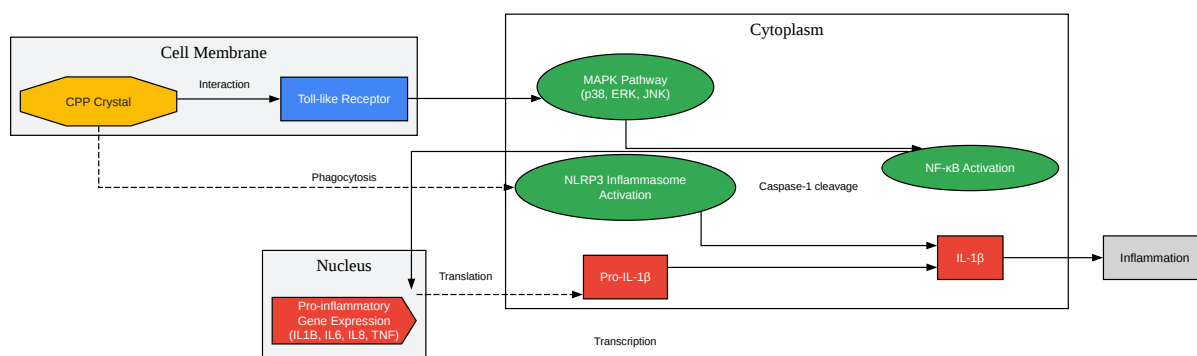 Cell Membrane
CPP Crystal
Interaction
Toll-like Receptor
Cytoplasm
MAPK Pathway
(p38, ERK, JNK)
NF-κB Activation
Phagocytosis
NLRP3 Inflammasome
Activation
Caspase-1 cleavage
Nucleus
Pro-inflammatory
Gene Expression
(IL1B, IL6, IL8, TNF)
Translation
Pro-IL-1β
IL-1β
Inflammation
Transcription